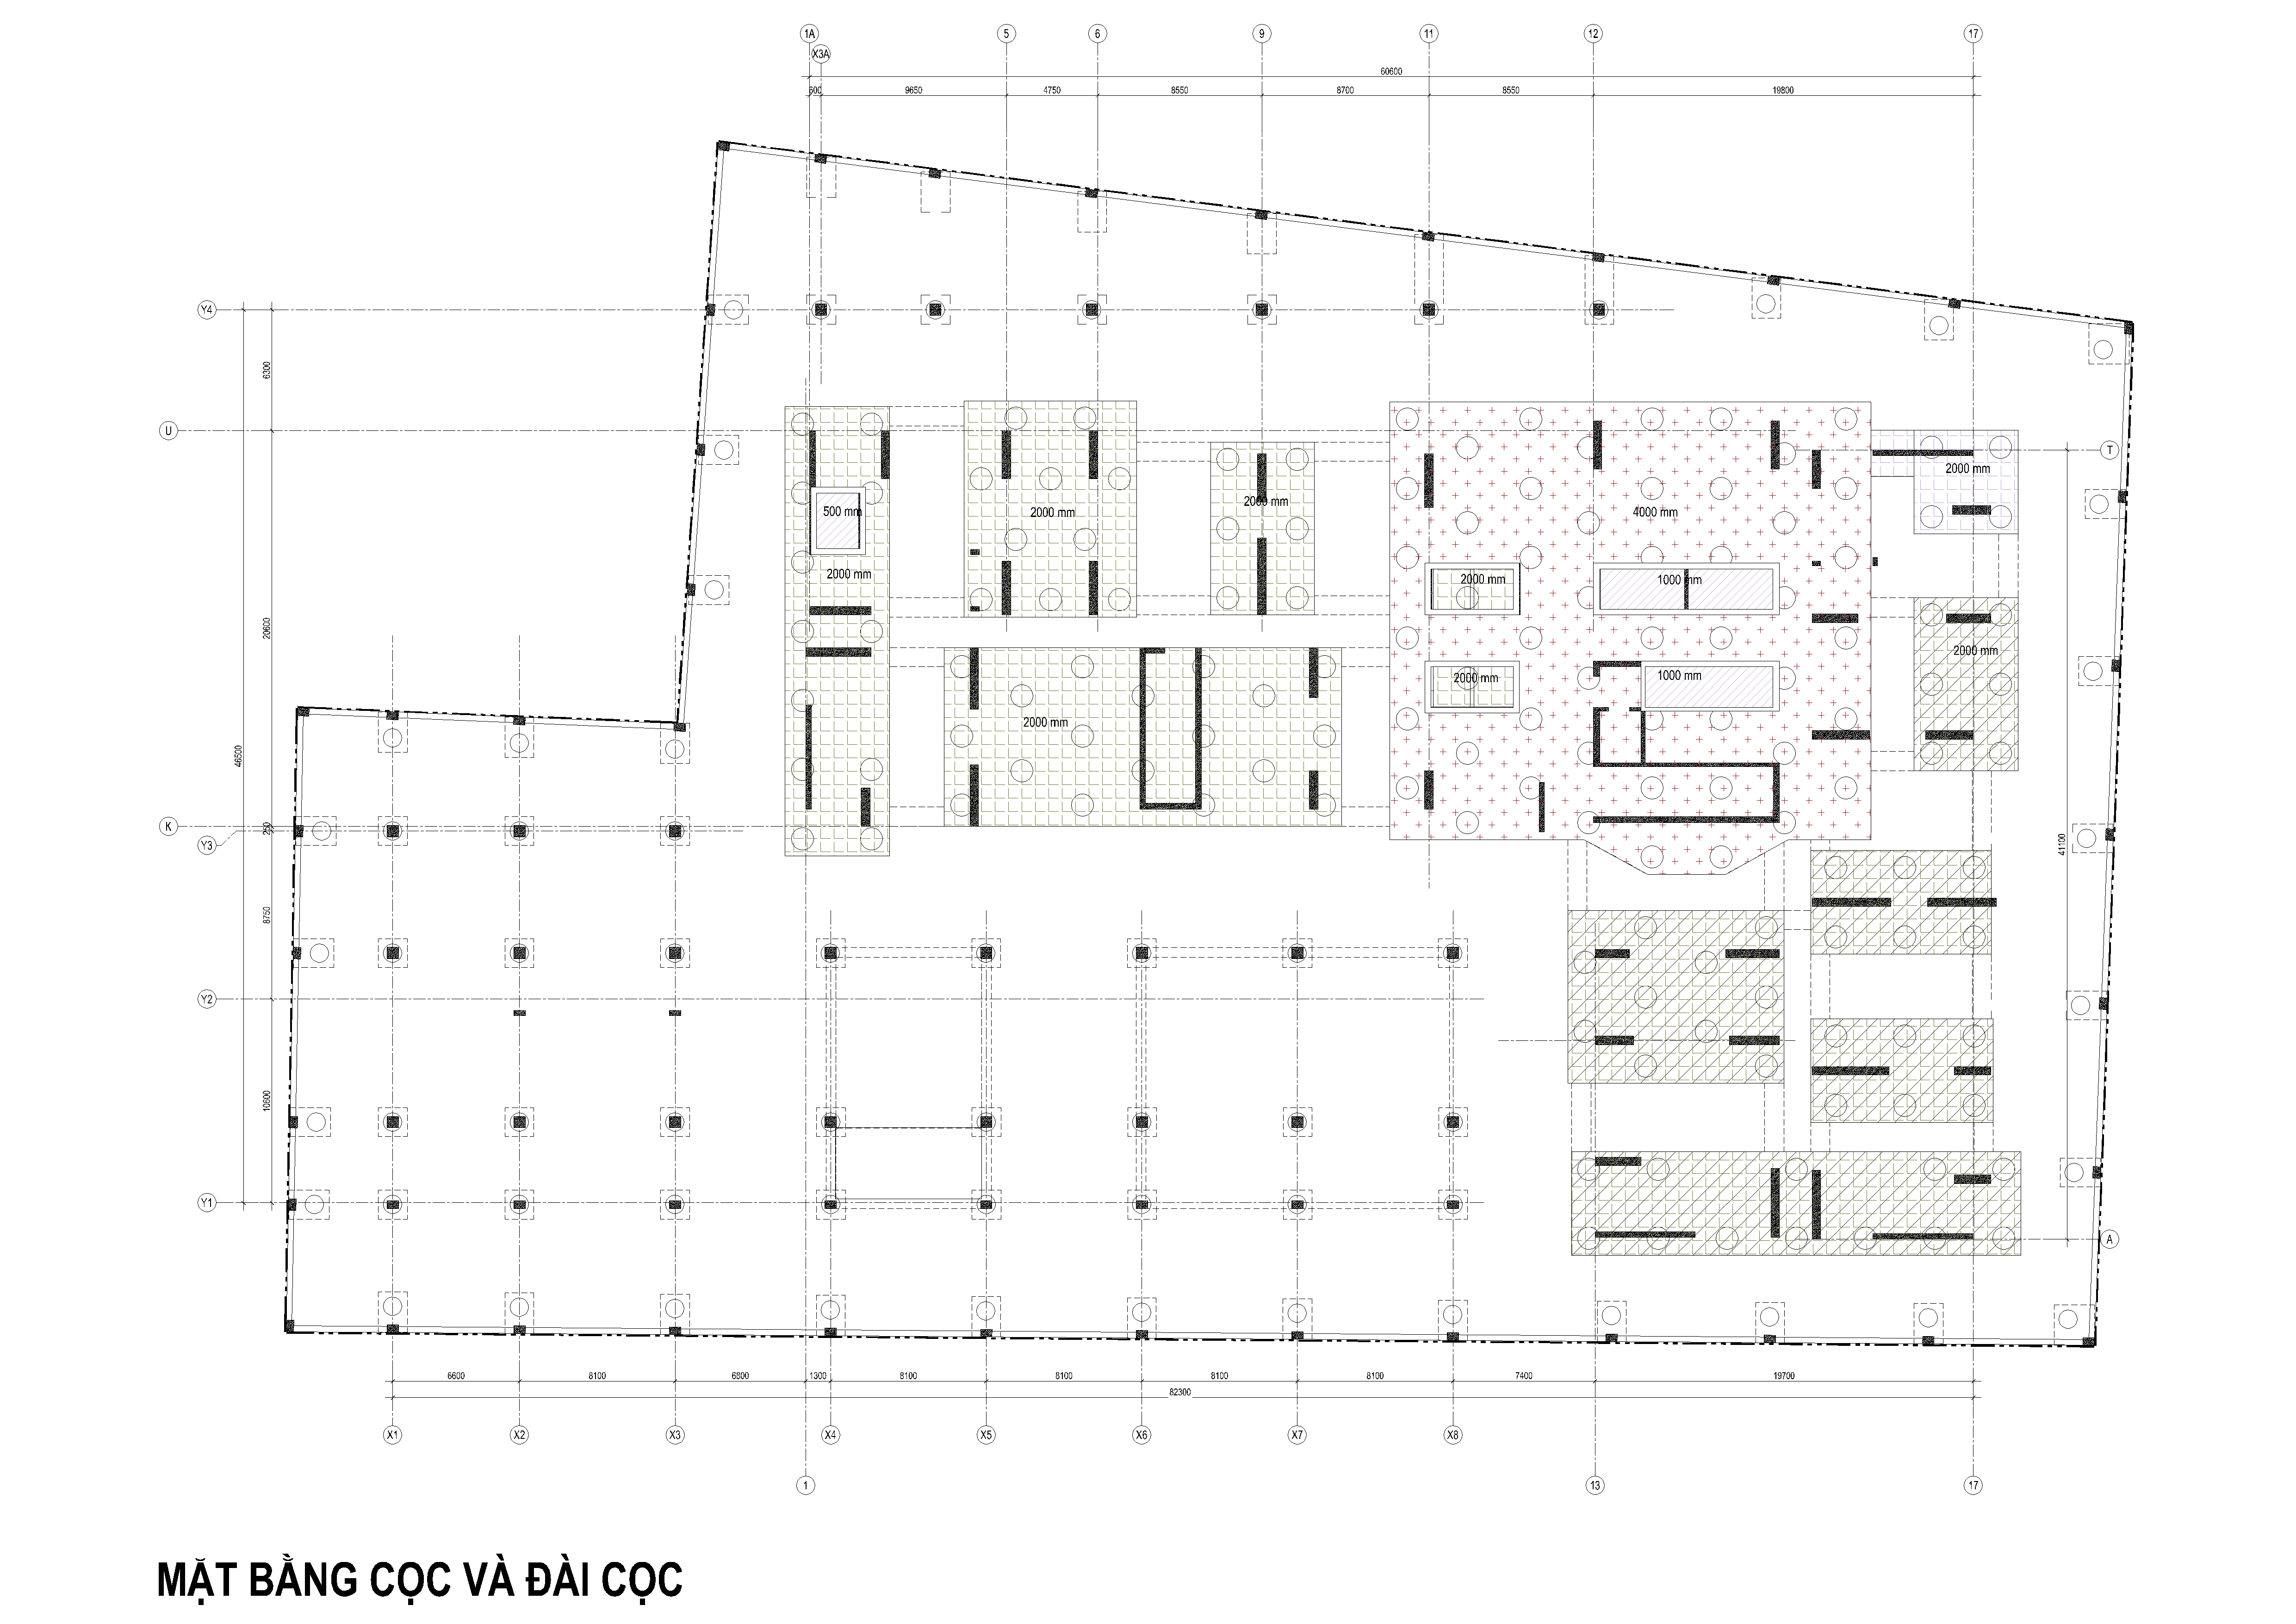 1A 5 6 9 11 12 17
X3A
60600
600 9650 4750 8550 8700 8550 19800
Y4
6300
U
T
2000 mm
2000 mm
500 mm
2000 mm
4000 mm
2000 mm
2000 mm
1000 mm
20600
2000 mm
2000 mm
1000 mm
2000 mm
46500
K
250
Y3
41100
8750
Y2
10600
Y1
A
6600 8100 6800 1300 8100 8100 8100 8100 7400 19700
82300
X1 X2 X3 X4 X5 X6 X7 X8
1 13 17
MẶT BẰNG CỌC VÀ ĐÀI CỌC